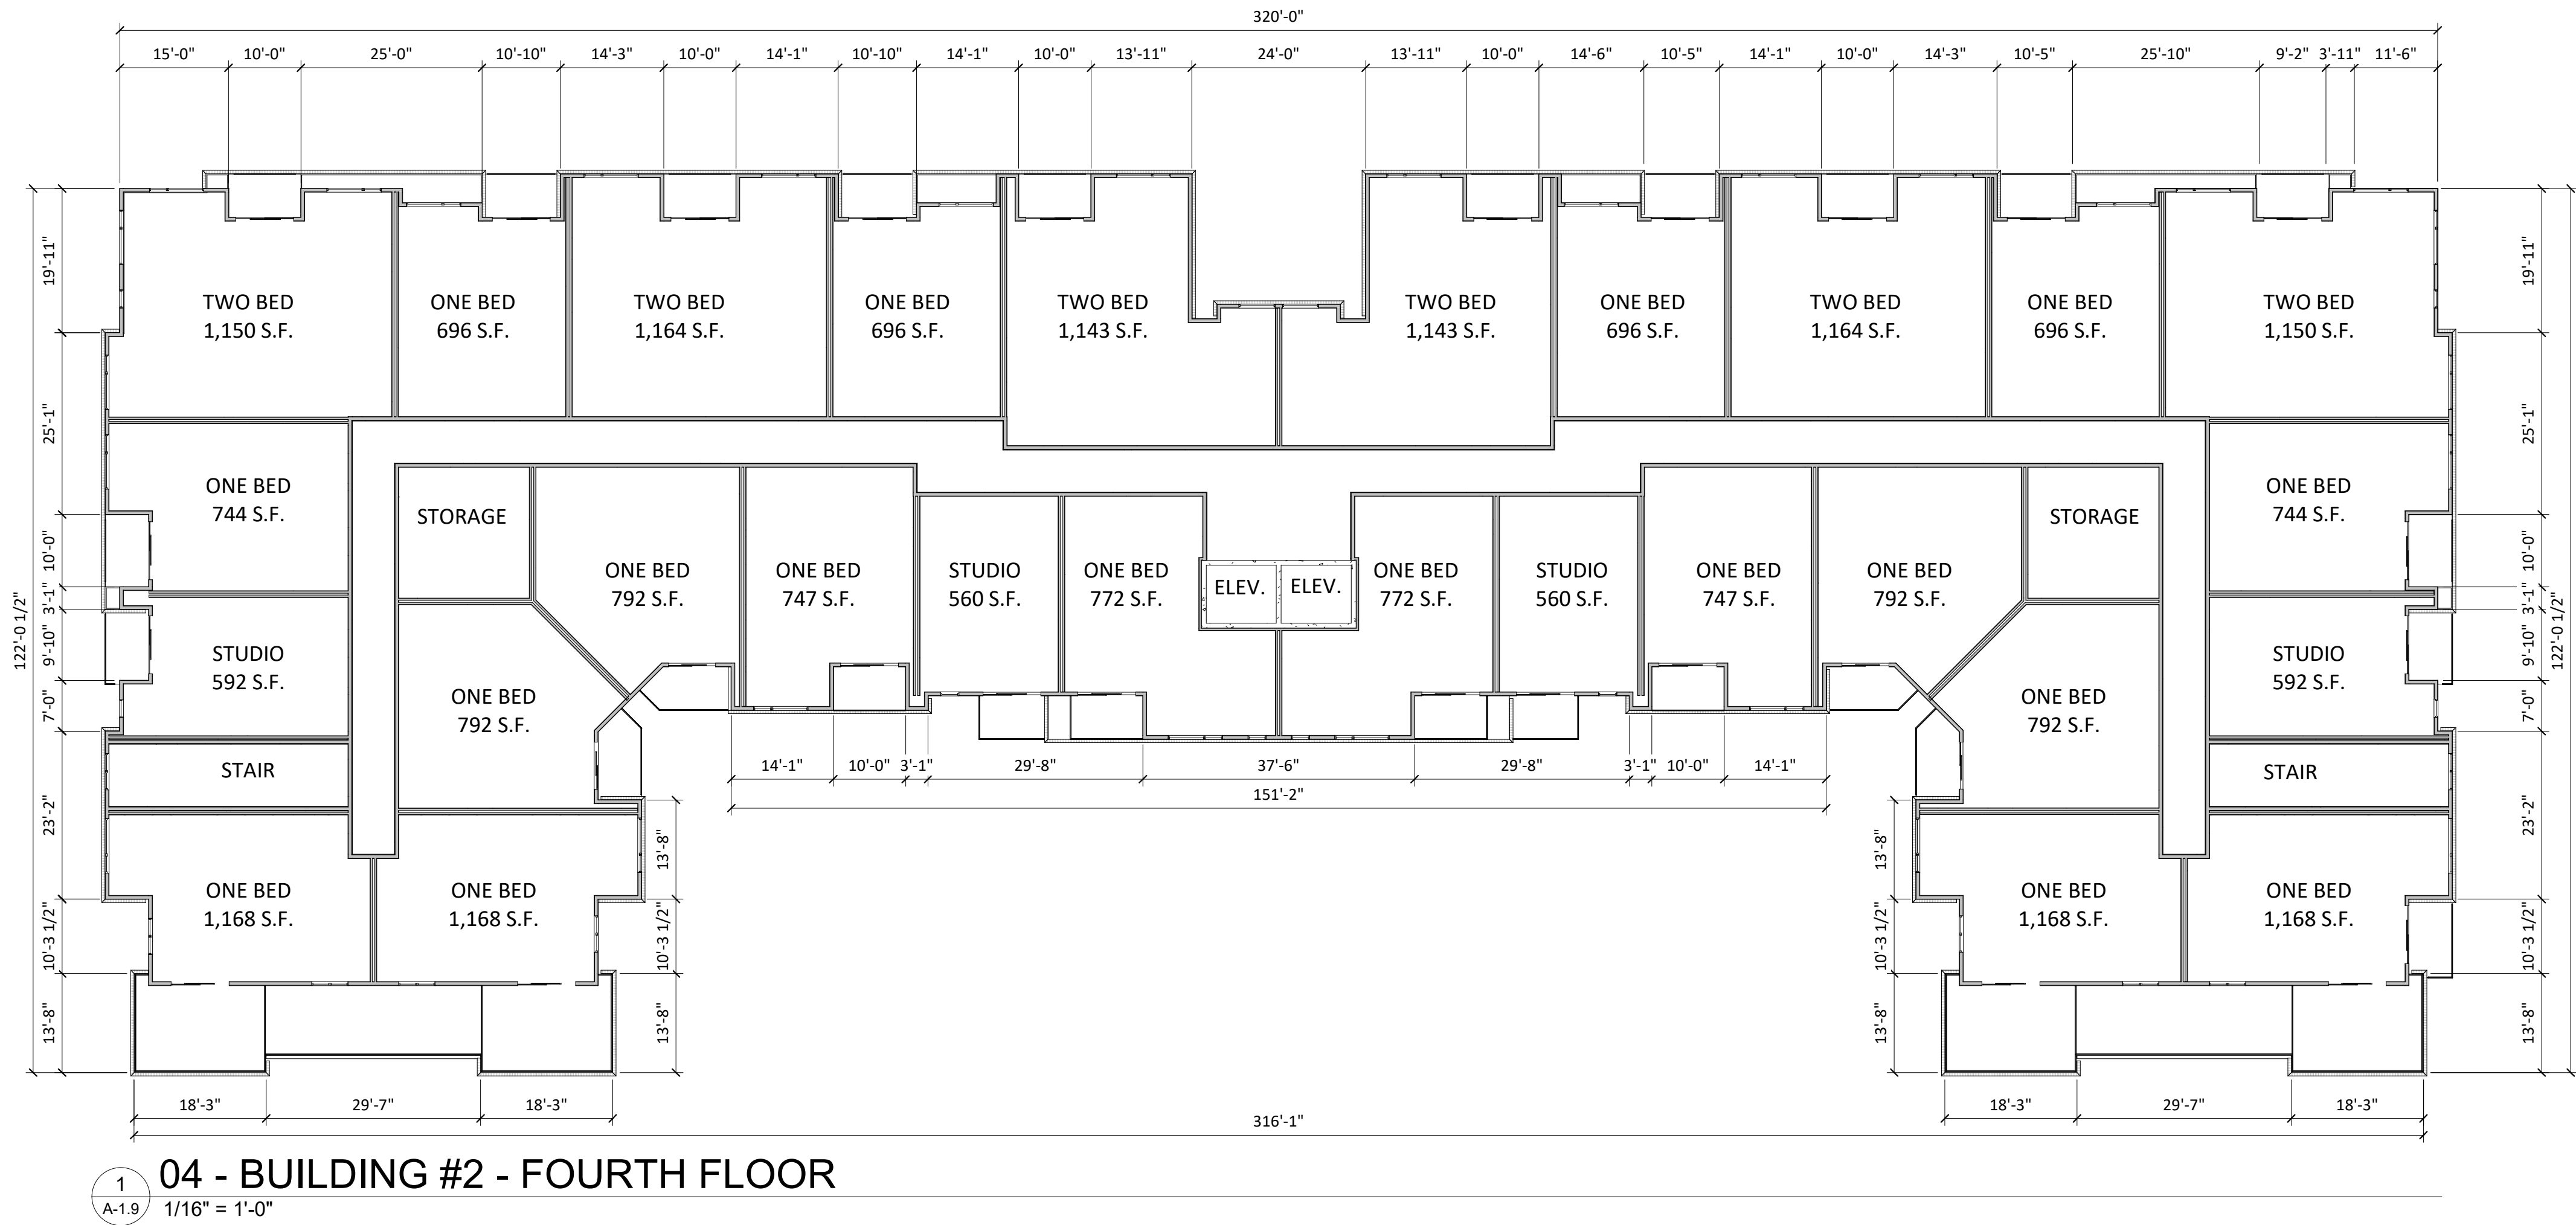 320'-0"
15'-0" 10'-0" 25'-0" 10'-10" 14'-3" 10'-0" 14'-1" 10'-10" 14'-1" 10'-0" 13'-11" 24'-0" 13'-11" 10'-0" 14'-6" 10'-5" 14'-1" 10'-0" 14'-3" 10'-5" 25'-10" 9'-2" 3'-11" 11'-6"
122'-0 1/2"
19'-11"
25'-1"
10'-0"
3'-1"
9'-10"
7'-0"
23'-2"
10'-3 1/2"
13'-8"
TWO BED
1,150 S.F.
ONE BED
696 S.F.
TWO BED
1,164 S.F.
ONE BED
696 S.F.
TWO BED
1,143 S.F.
TWO BED
1,143 S.F.
ONE BED
696 S.F.
TWO BED
1,164 S.F.
ONE BED
696 S.F.
TWO BED
1,150 S.F.
ONE BED
744 S.F.
STORAGE
ONE BED
792 S.F.
ONE BED
747 S.F.
STUDIO
560 S.F.
ONE BED
772 S.F.
ELEV.
ELEV.
ONE BED
772 S.F.
STUDIO
560 S.F.
ONE BED
747 S.F.
ONE BED
792 S.F.
STORAGE
ONE BED
744 S.F.
STUDIO
592 S.F.
ONE BED
792 S.F.
ONE BED
792 S.F.
STUDIO
592 S.F.
STAIR
STAIR
14'-1" 10'-0" 3'-1" 29'-8" 37'-6" 29'-8" 3'-1" 10'-0" 14'-1"
151'-2"
ONE BED
1,168 S.F.
ONE BED
1,168 S.F.
13'-8"
10'-3 1/2"
13'-8"
13'-8"
10'-3 1/2"
13'-8"
ONE BED
1,168 S.F.
ONE BED
1,168 S.F.
19'-11"
25'-1"
10'-0"
3'-1"
9'-10"
7'-0"
23'-2"
10'-3 1/2"
13'-8"
122'-0 1/2"
18'-3" 29'-7" 18'-3"
18'-3" 29'-7" 18'-3"
316'-1"
1
A-1.9
04 - BUILDING #2 - FOURTH FLOOR
1/16" = 1'-0"